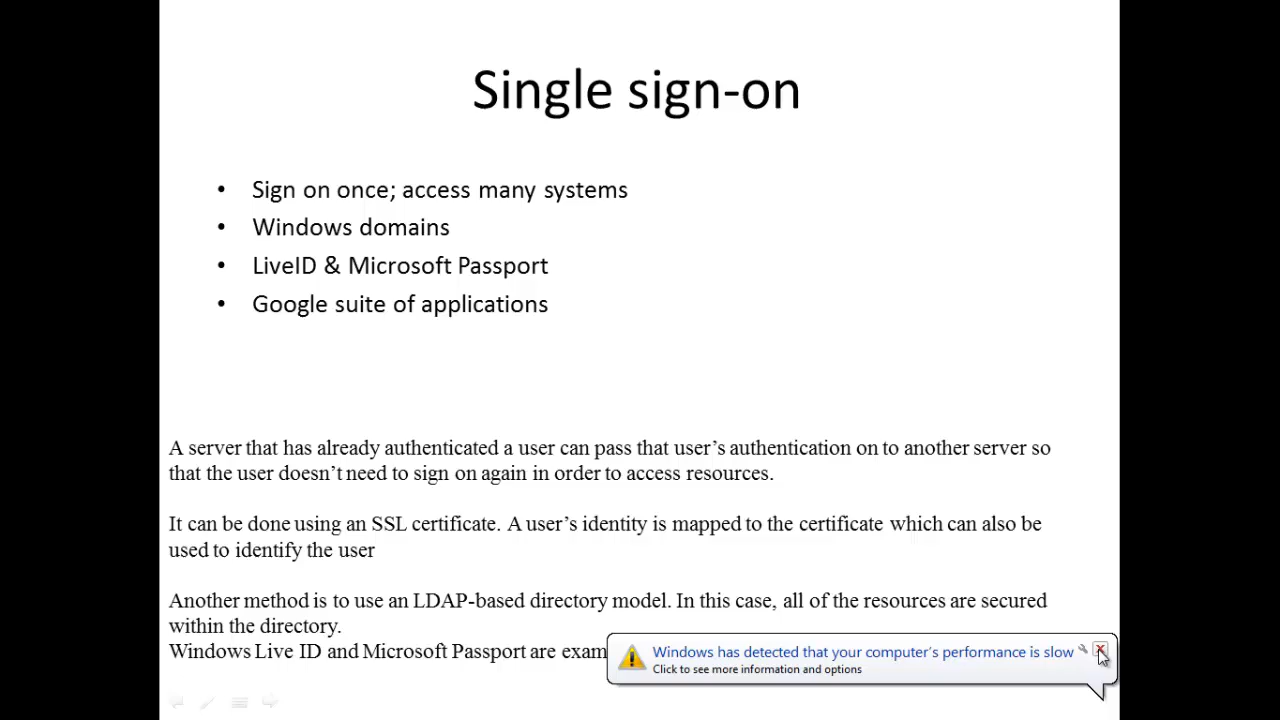 Single sign-on
• Sign on once; access many systems
• Windows domains
• LiveID & Microsoft Passport
• Google suite of applications
A server that has already authenticated a user can pass that user’s authentication on to another server so
that the user doesn’t need to sign on again in order to access resources.
It can be done using an SSL certificate. A user’s identity is mapped to the certificate which can also be
used to identify the user
Another method is to use an LDAP-based directory model. In this case, all of the resources are secured
within the directory.
Windows Live ID and Microsoft Passport are exam
Windows has detected that your computer’s performance is slow
Click to see more information and options